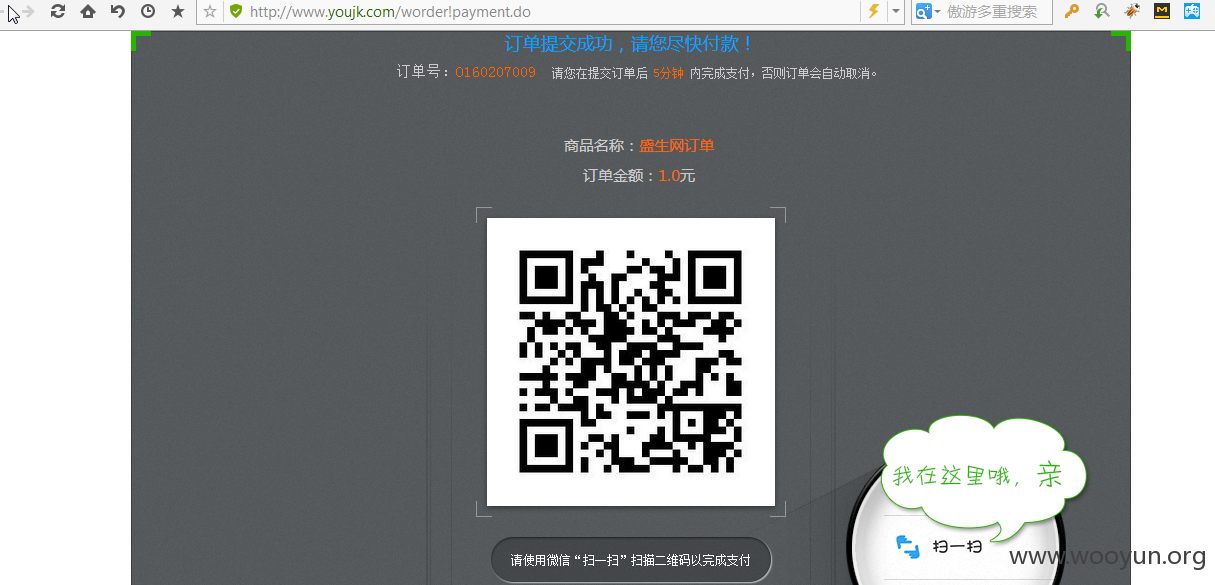 http://www.youjk.com/worder!payment.do
傲游多重搜索
订单提交成功，请您尽快付款！
订单号：0160207009 请您在提交订单后 5分钟 内完成支付，否则订单会自动取消。
商品名称：盛生网订单
订单金额：1.0元
我在这里哦，亲
扫一扫
请使用微信“扫一扫”扫描二维码以完成支付
www.wooyun.org